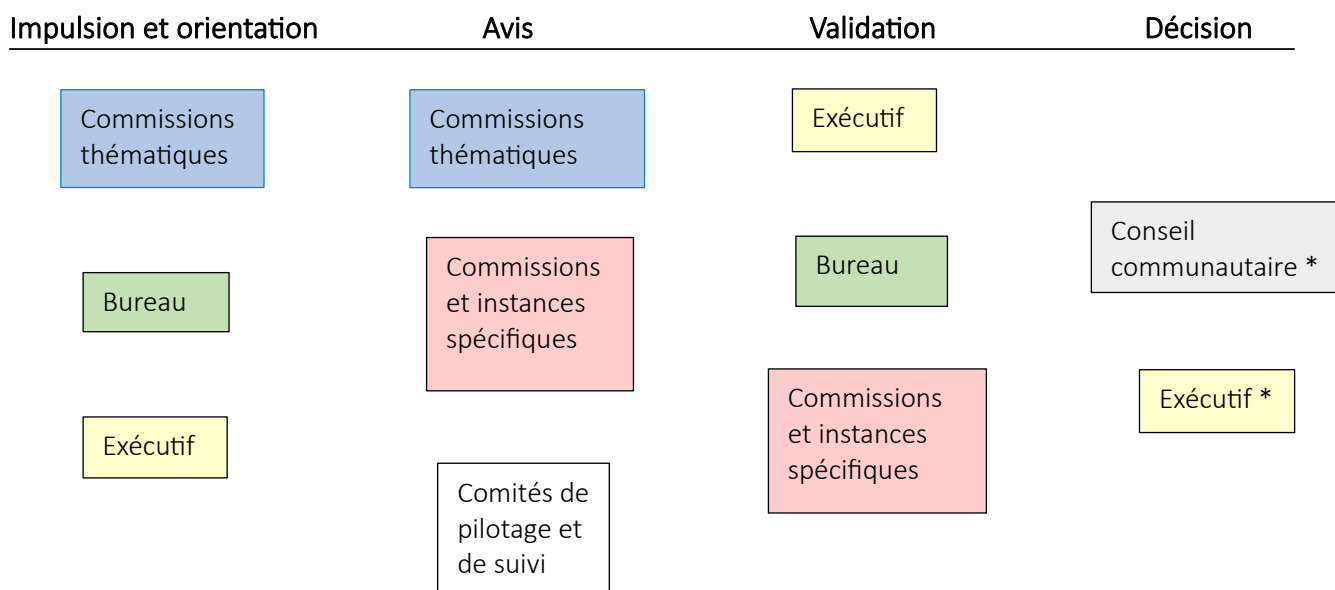 Impulsion et orientation
Avis
Validation
Décision
Commissions
thématiques
Bureau
Exécutif
Commissions
thématiques
Commissions
et instances
spécifiques
Comités de
pilotage et
de suivi
Exécutif
Bureau
Commissions
et instances
spécifiques
Conseil
communautaire *
Exécutif *